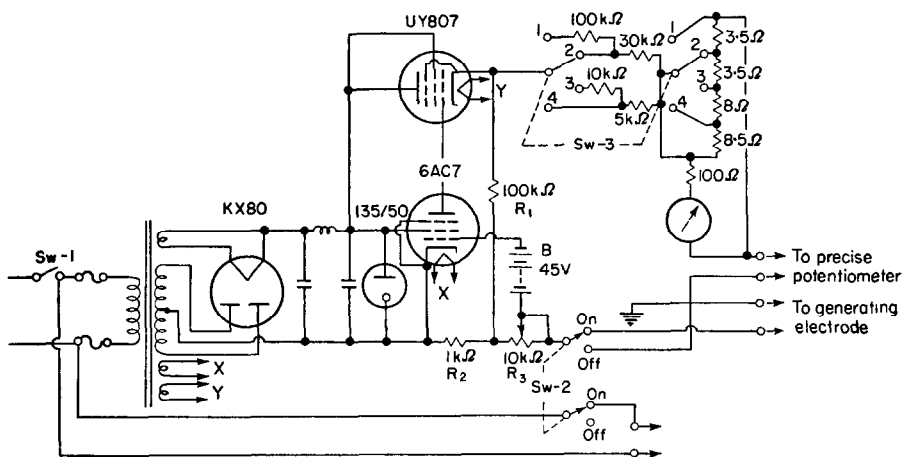 UY807
1
100kΩ
2
30kΩ
3
10kΩ
4
5kΩ
Sw-3
1
3·5Ω
2
3·5Ω
3
8Ω
4
8·5Ω
100Ω
Y
6AC7
100kΩ
R1
KX80
135/50
B
45V
X
Sw-1
To precise
potentiometer
To generating
electrode
On
Off
1kΩ
R2
10kΩ
R3
Sw-2
X
Y
On
Off